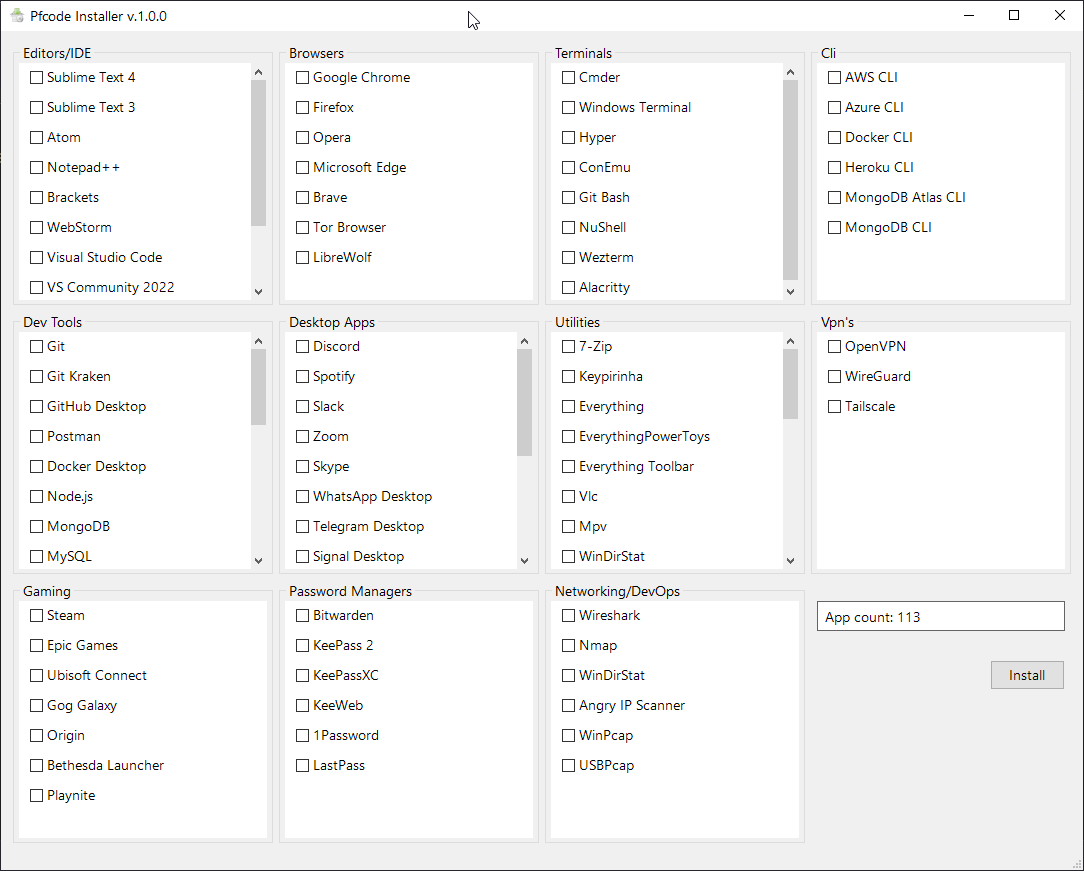 Pfcode Installer v.1.0.0
Editors/IDE
Sublime Text 4
Sublime Text 3
Atom
Notepad++
Brackets
WebStorm
Visual Studio Code
VS Community 2022
Browsers
Google Chrome
Firefox
Opera
Microsoft Edge
Brave
Tor Browser
LibreWolf
Terminals
Cmder
Windows Terminal
Hyper
ConEmu
Git Bash
NuShell
Wezterm
Alacritty
Cli
AWS CLI
Azure CLI
Docker CLI
Heroku CLI
MongoDB Atlas CLI
MongoDB CLI
Dev Tools
Git
Git Kraken
GitHub Desktop
Postman
Docker Desktop
Node.js
MongoDB
MySQL
Desktop Apps
Discord
Spotify
Slack
Zoom
Skype
WhatsApp Desktop
Telegram Desktop
Signal Desktop
Utilities
7-Zip
Keypirinha
Everything
EverythingPowerToys
Everything Toolbar
Vlc
Mpv
WinDirStat
Vpn's
OpenVPN
WireGuard
Tailscale
Gaming
Steam
Epic Games
Ubisoft Connect
Gog Galaxy
Origin
Bethesda Launcher
Playnite
Password Managers
Bitwarden
KeePass 2
KeePassXC
KeeWeb
1Password
LastPass
Networking/DevOps
Wireshark
Nmap
WinDirStat
Angry IP Scanner
WinPcap
USBPcap
App count: 113
Install